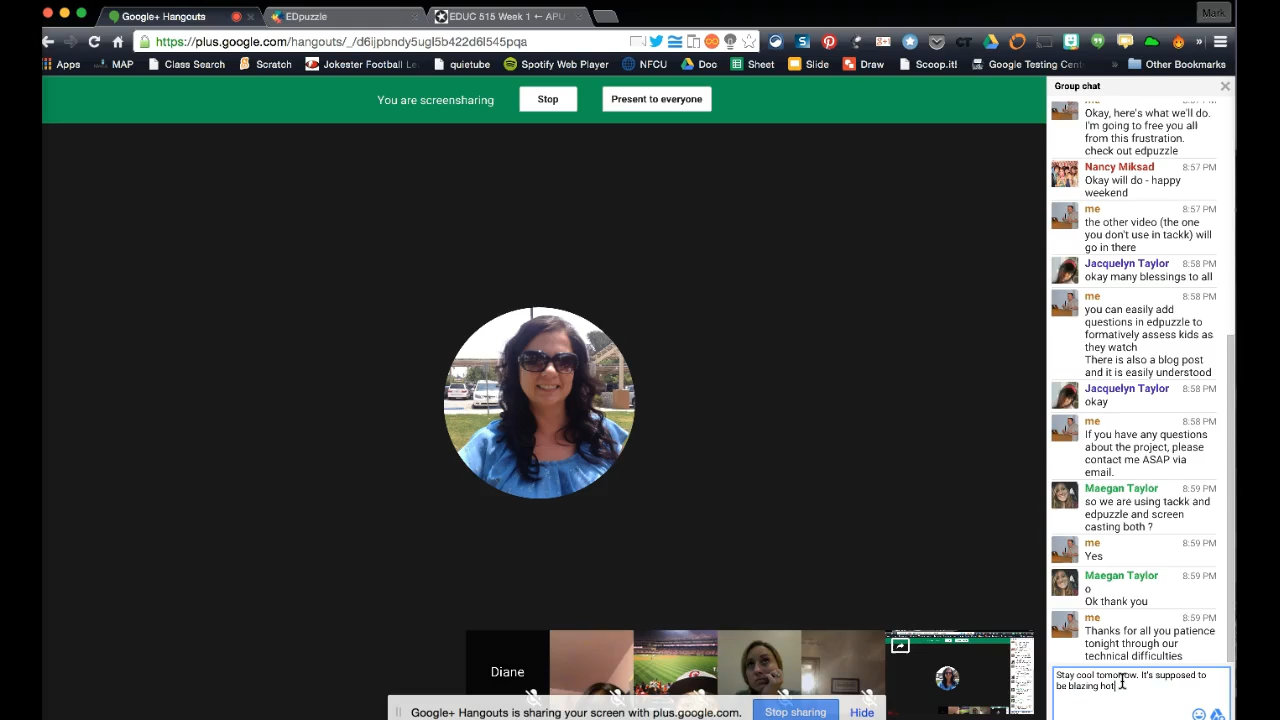 Google+ Hangouts
EDpuzzle
EDUC 515 Week 1 ← APU
Mark
https://plus.google.com/hangouts/_/d6ijpbndy5ugl5b422d6l545pqa
Apps
MAP
Class Search
Scratch
Jokester Football Le
quietube
Spotify Web Player
NFCU
Doc
Sheet
Slide
Draw
Scoop.it!
Google Testing Cent
»
Other Bookmarks
You are screensharing
Stop
Present to everyone
Group chat
Okay, here's what we'll do.
I'm going to free you all
from this frustration.
check out edpuzzle
Nancy Miksad 8:57 PM
Okay will do - happy
weekend
me 8:57 PM
the other video (the one
you don't use in tackk) will
go in there
Jacquelyn Taylor 8:58 PM
okay many blessings to all
me 8:58 PM
you can easily add
questions in edpuzzle to
formatively assess kids as
they watch
There is also a blog post
and it is easily understood
Jacquelyn Taylor 8:58 PM
okay
me 8:58 PM
If you have any questions
about the project, please
contact me ASAP via
email.
Maegan Taylor 8:59 PM
so we are using tackk and
edpuzzle and screen
casting both ?
me 8:59 PM
Yes
Maegan Taylor 8:59 PM
o
Ok thank you
me 8:59 PM
Thanks for all you patience
tonight through our
technical difficulties
Stay cool tomorrow. It's supposed to
be blazing hot
Diane
Google+ Hangouts is sharing your screen with plus.google.com.
Stop sharing
Hide